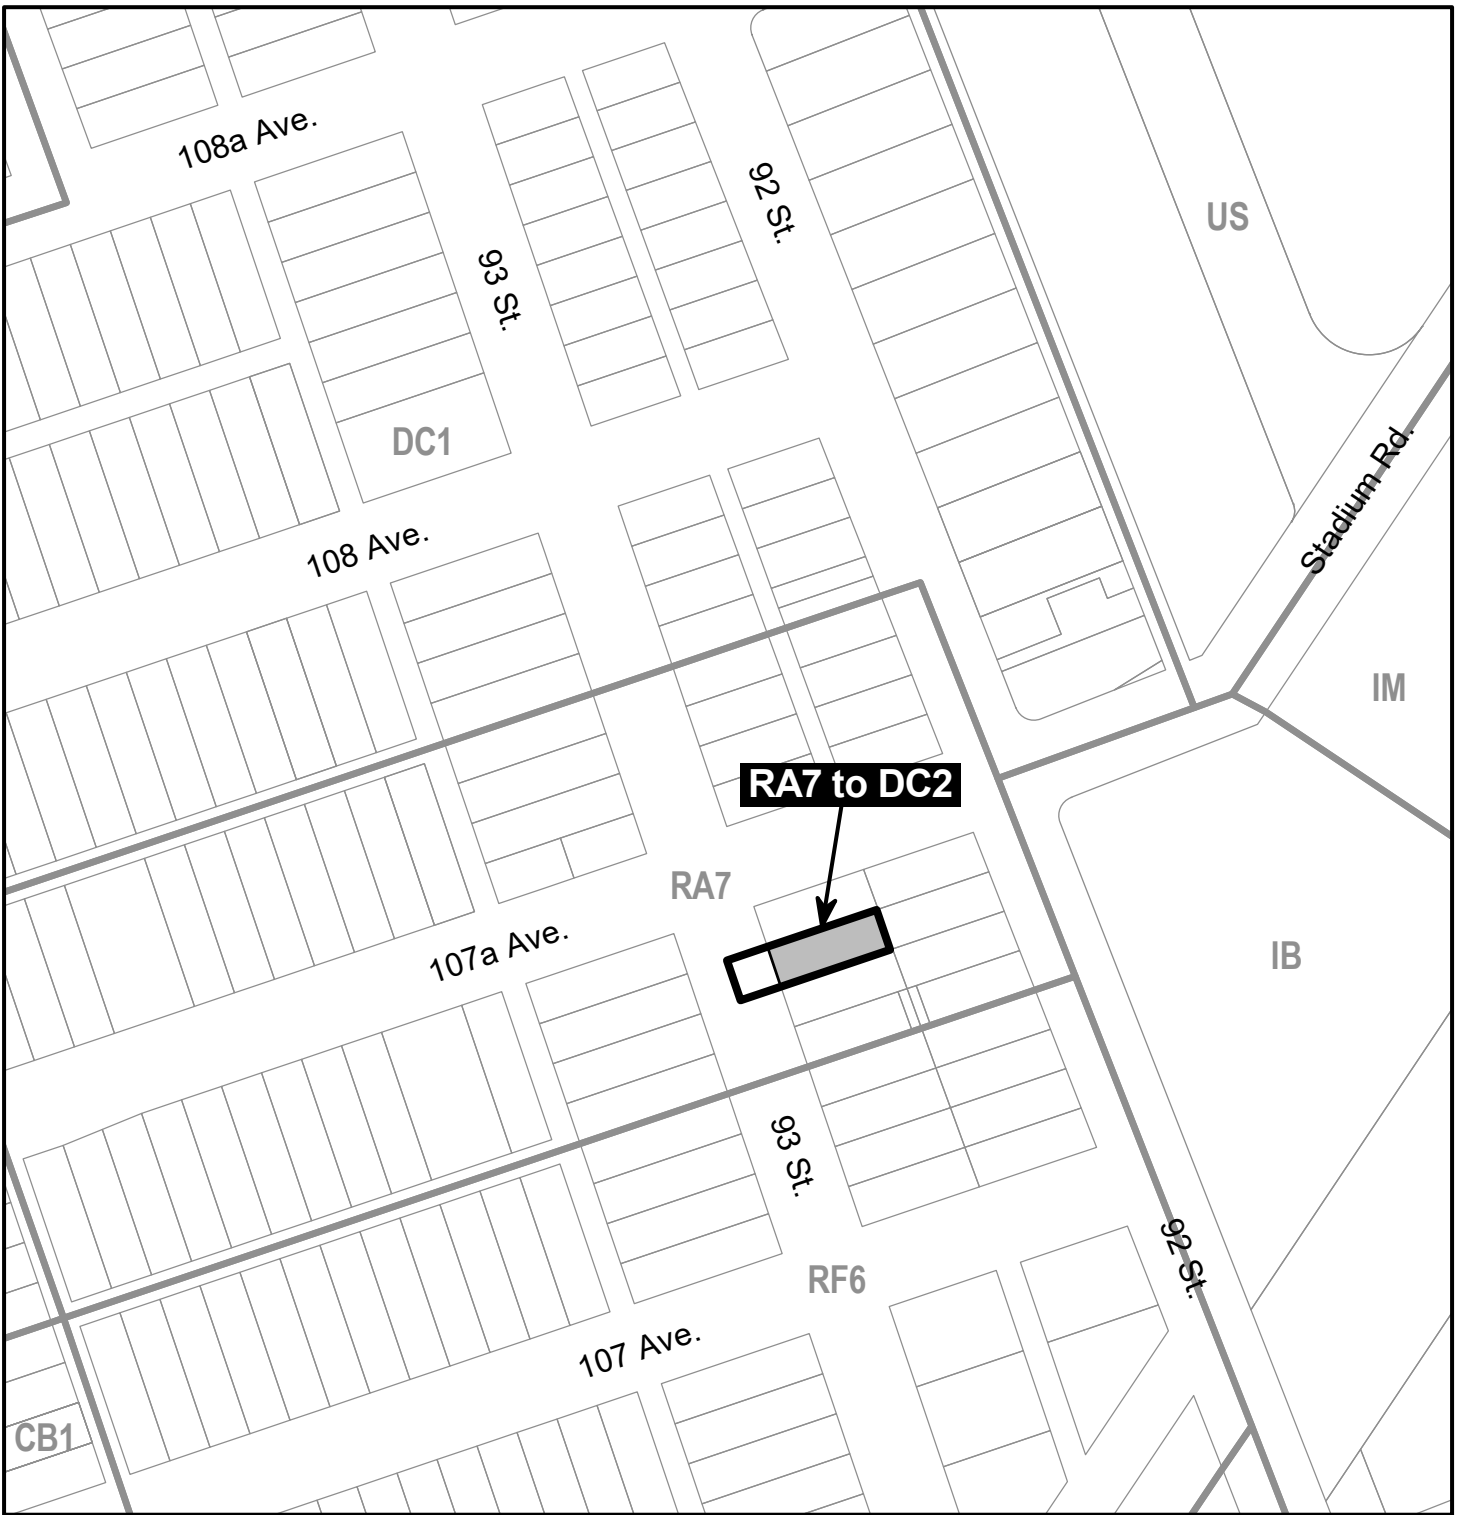 108a Ave.
92 St.
US
93 St.
DC1
Stadium Rd.
108 Ave.
IM
RA7 to DC2
RA7
107a Ave.
IB
93 St.
92 St.
RF6
107 Ave.
CB1